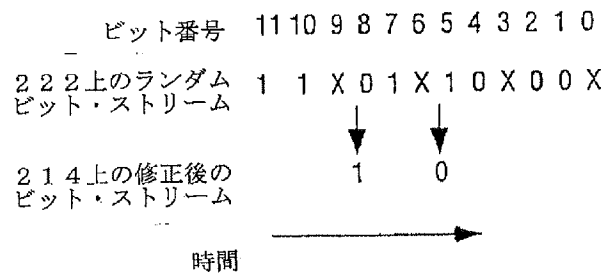 ビット番号 11 10 9 8 7 6 5 4 3 2 1 0
222上のランダム 1 1 X 0 1 X 1 0 X 0 0 X
ビット・ストリーム
214上の修正後の 1 0
ビット・ストリーム
時間